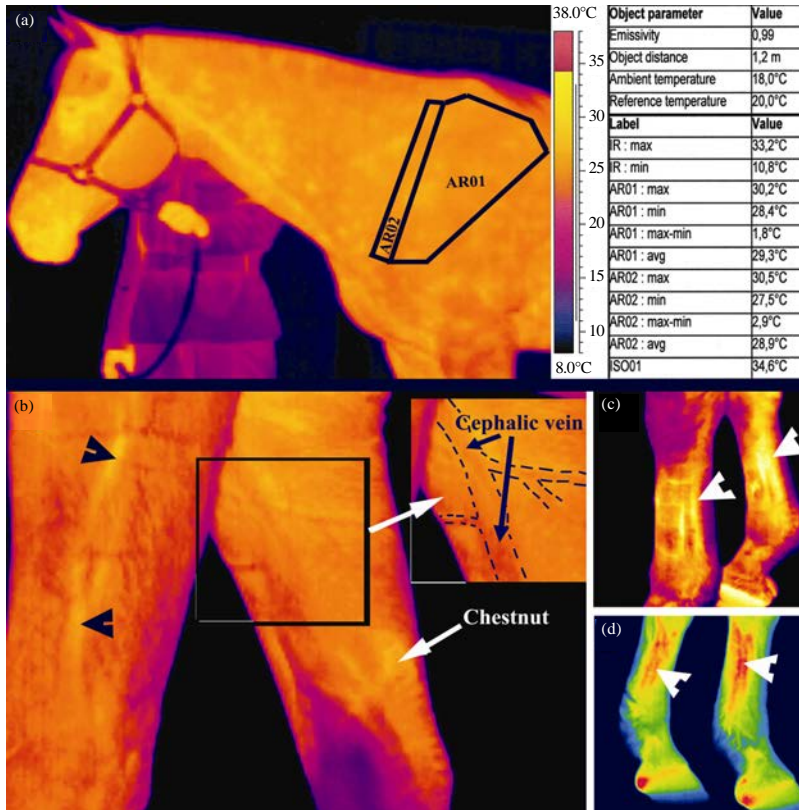 (a)
AR01
AR02
38.0°C
35
30
25
20
15
10
8.0°C
Object parameter Value
Emissivity 0,99
Object distance 1,2 m
Ambient temperature 18,0°C
Reference temperature 20,0°C
Label Value
IR : max 33,2°C
IR : min 10,8°C
AR01 : max 30,2°C
AR01 : min 28,4°C
AR01 : max-min 1,8°C
AR01 : avg 29,3°C
AR02 : max 30,5°C
AR02 : min 27,5°C
AR02 : max-min 2,9°C
AR02 : avg 28,9°C
ISO01 34,6°C
(b)
Cephalic vein
Chestnut
(c)
(d)